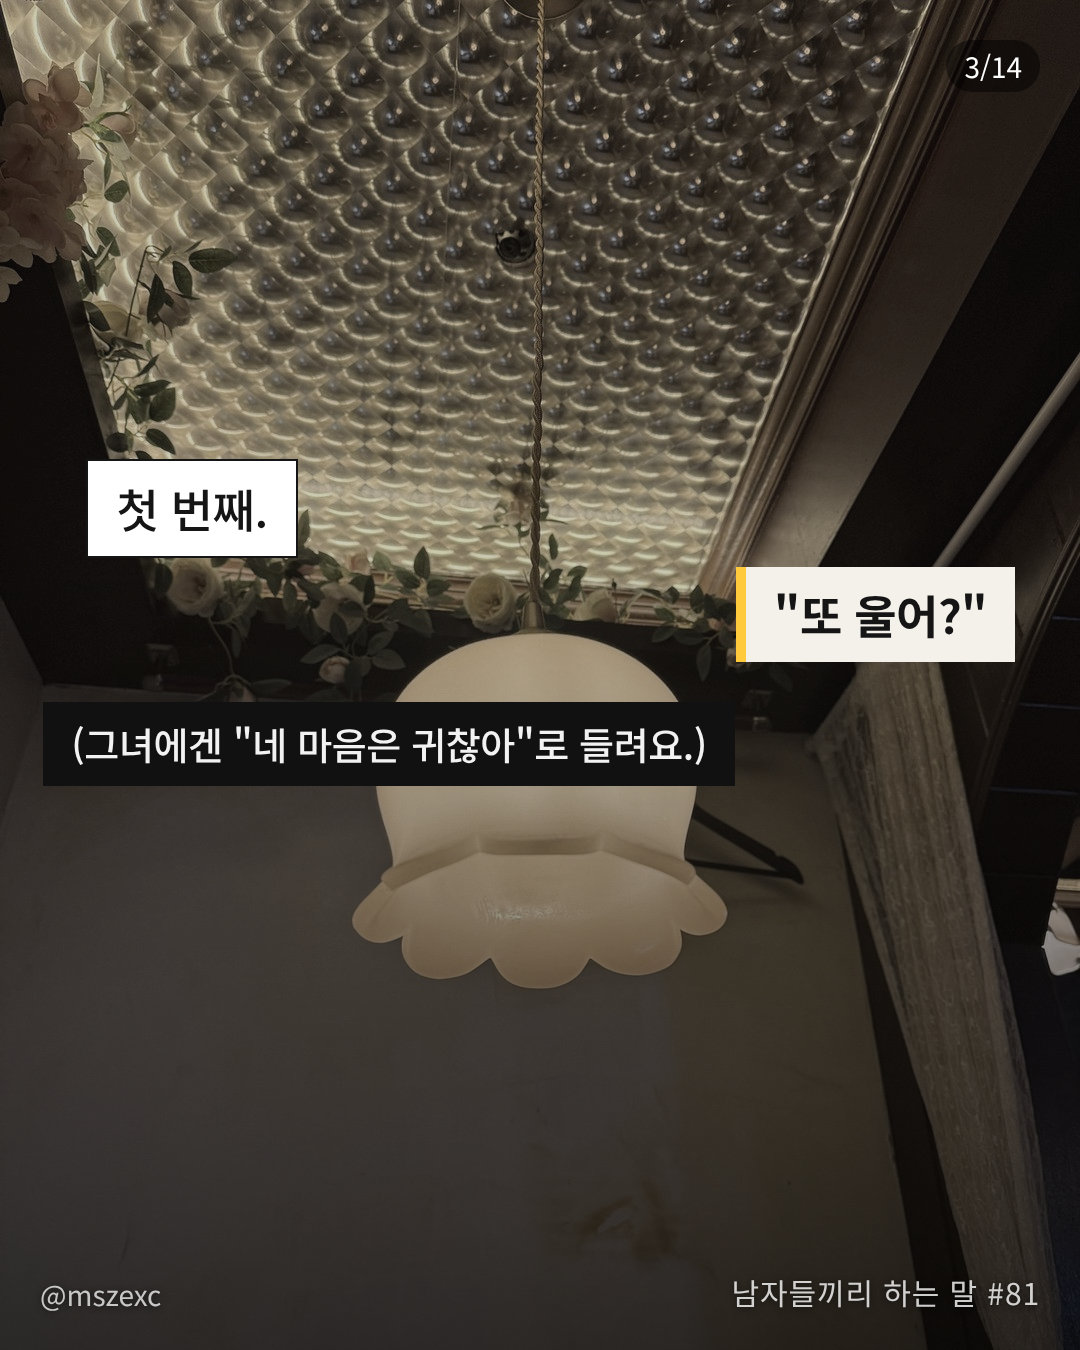 3/14
첫 번째.
"또 울어?"
(그녀에겐 "네 마음은 귀찮아"로 들려요.)
@mszexc
남자들끼리 하는 말 #81